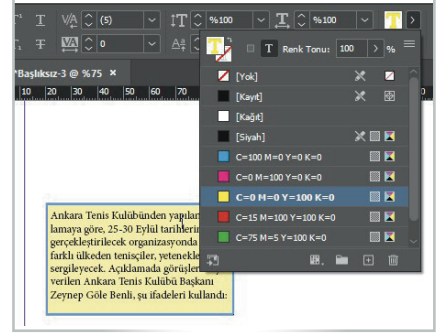 (5) %100 %100
0
T Renk Tonu: 100 %
*Başlıksız-3 @ %75 ×
10 20 30 40 50 60 70
[Yok]
[Kayıt]
[Kağıt]
[Siyah]
C=100 M=0 Y=0 K=0
C=0 M=100 Y=0 K=0
C=0 M=0 Y=100 K=0
C=15 M=100 Y=100 K=0
C=75 M=5 Y=100 K=0
Ankara Tenis Kulübünden yapılan
lamaya göre, 25-30 Eylül tarihlerin
gerçekleştirilecek organizasyonda
farklı ülkeden tenisçiler, yetenekle
sergileyecek. Açıklamada görüşler
verilen Ankara Tenis Kulübü Başkanı
Zeynep Göle Benli, şu ifadeleri kullandı: